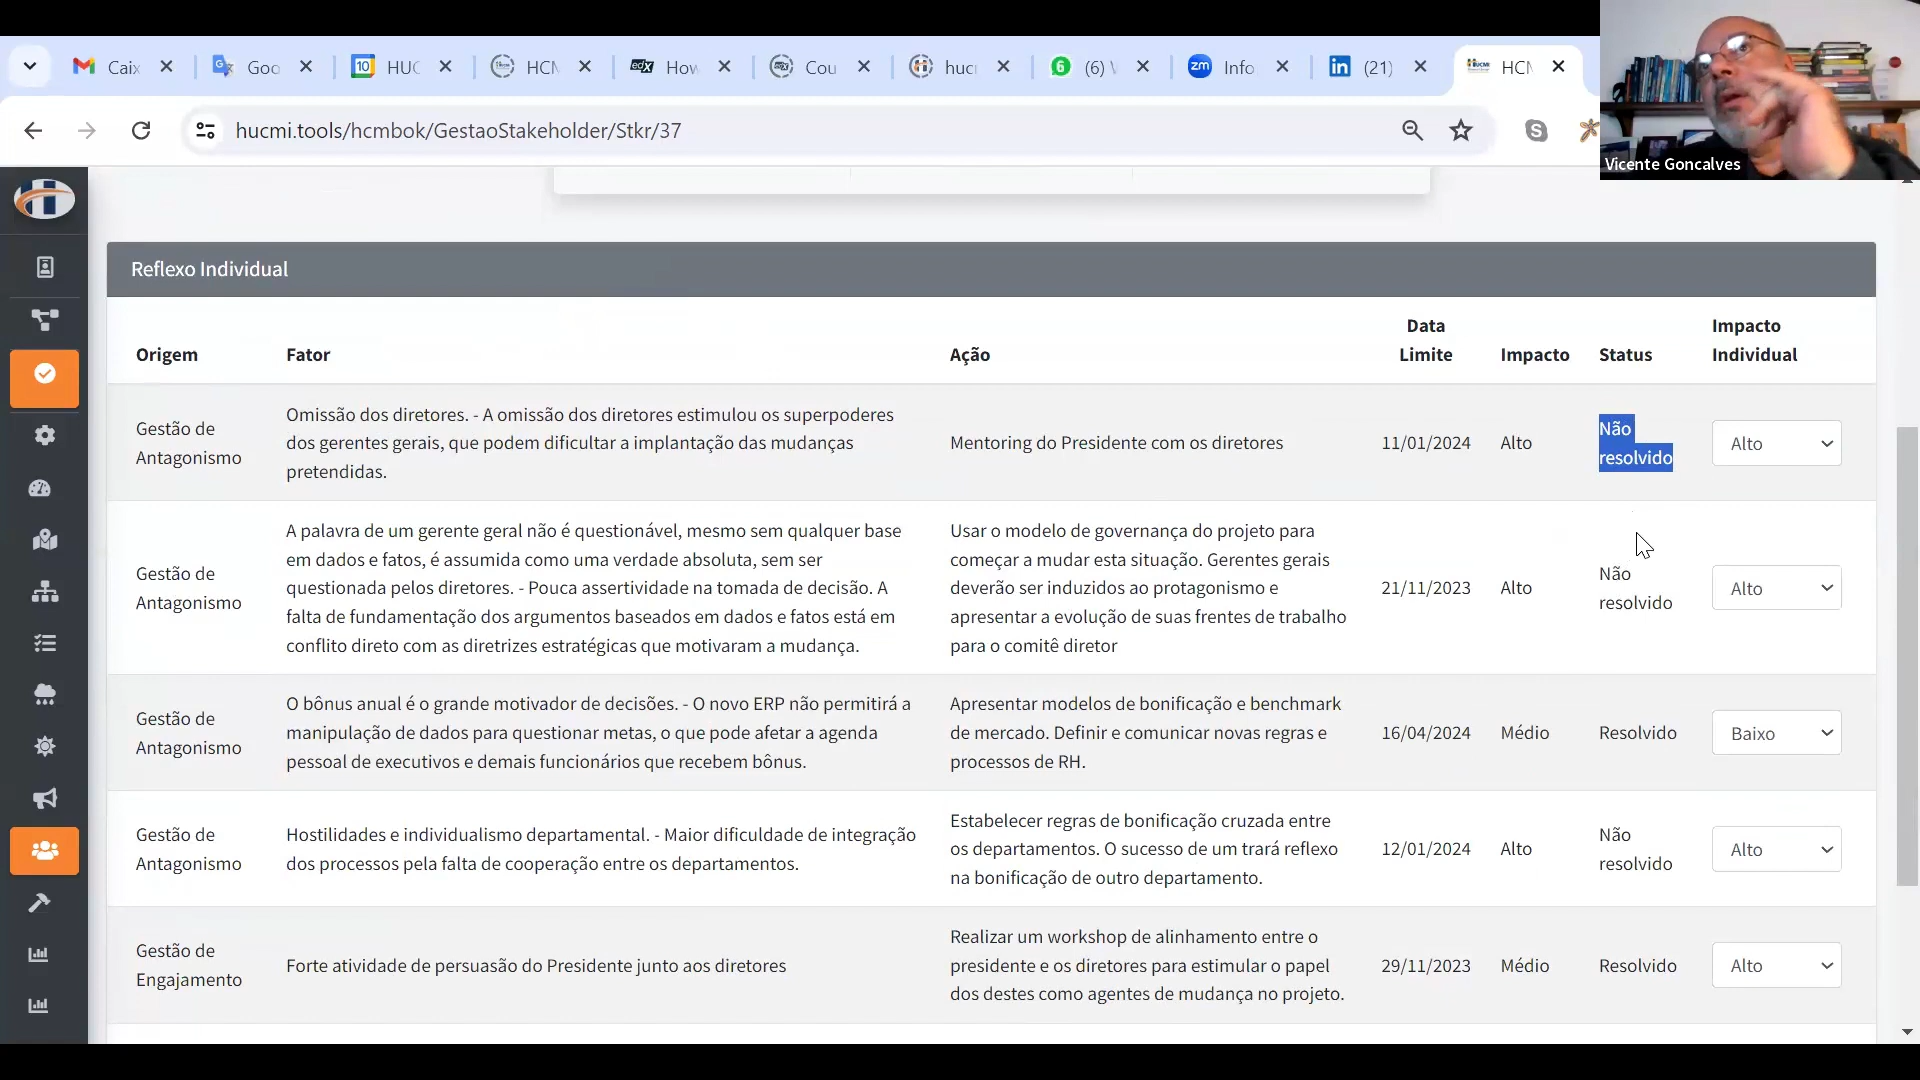 Caix
Goo
10
HUC
HCM
edX
How
Cou
huc
6
(6)
zm
Info
in
(21)
HCM
hucmi.tools/hcmbok/GestaoStakeholder/Stkr/37
S
Vicente Goncalves
Reflexo Individual
Origem
Fator
Ação
Data
Limite
Impacto
Status
Impacto
Individual
Gestão de
Antagonismo
Omissão dos diretores. - A omissão dos diretores estimulou os superpoderes
dos gerentes gerais, que podem dificultar a implantação das mudanças
pretendidas.
Mentoring do Presidente com os diretores
11/01/2024
Alto
Não
resolvido
Alto
Gestão de
Antagonismo
A palavra de um gerente geral não é questionável, mesmo sem qualquer base
em dados e fatos, é assumida como uma verdade absoluta, sem ser
questionada pelos diretores. - Pouca assertividade na tomada de decisão. A
falta de fundamentação dos argumentos baseados em dados e fatos está em
conflito direto com as diretrizes estratégicas que motivaram a mudança.
Usar o modelo de governança do projeto para
começar a mudar esta situação. Gerentes gerais
deverão ser induzidos ao protagonismo e
apresentar a evolução de suas frentes de trabalho
para o comitê diretor
21/11/2023
Alto
Não
resolvido
Alto
Gestão de
Antagonismo
O bônus anual é o grande motivador de decisões. - O novo ERP não permitirá a
manipulação de dados para questionar metas, o que pode afetar a agenda
pessoal de executivos e demais funcionários que recebem bônus.
Apresentar modelos de bonificação e benchmark
de mercado. Definir e comunicar novas regras e
processos de RH.
16/04/2024
Médio
Resolvido
Baixo
Gestão de
Antagonismo
Hostilidades e individualismo departamental. - Maior dificuldade de integração
dos processos pela falta de cooperação entre os departamentos.
Estabelecer regras de bonificação cruzada entre
os departamentos. O sucesso de um trará reflexo
na bonificação de outro departamento.
12/01/2024
Alto
Não
resolvido
Alto
Gestão de
Engajamento
Forte atividade de persuasão do Presidente junto aos diretores
Realizar um workshop de alinhamento entre o
presidente e os diretores para estimular o papel
dos destes como agentes de mudança no projeto.
29/11/2023
Médio
Resolvido
Alto